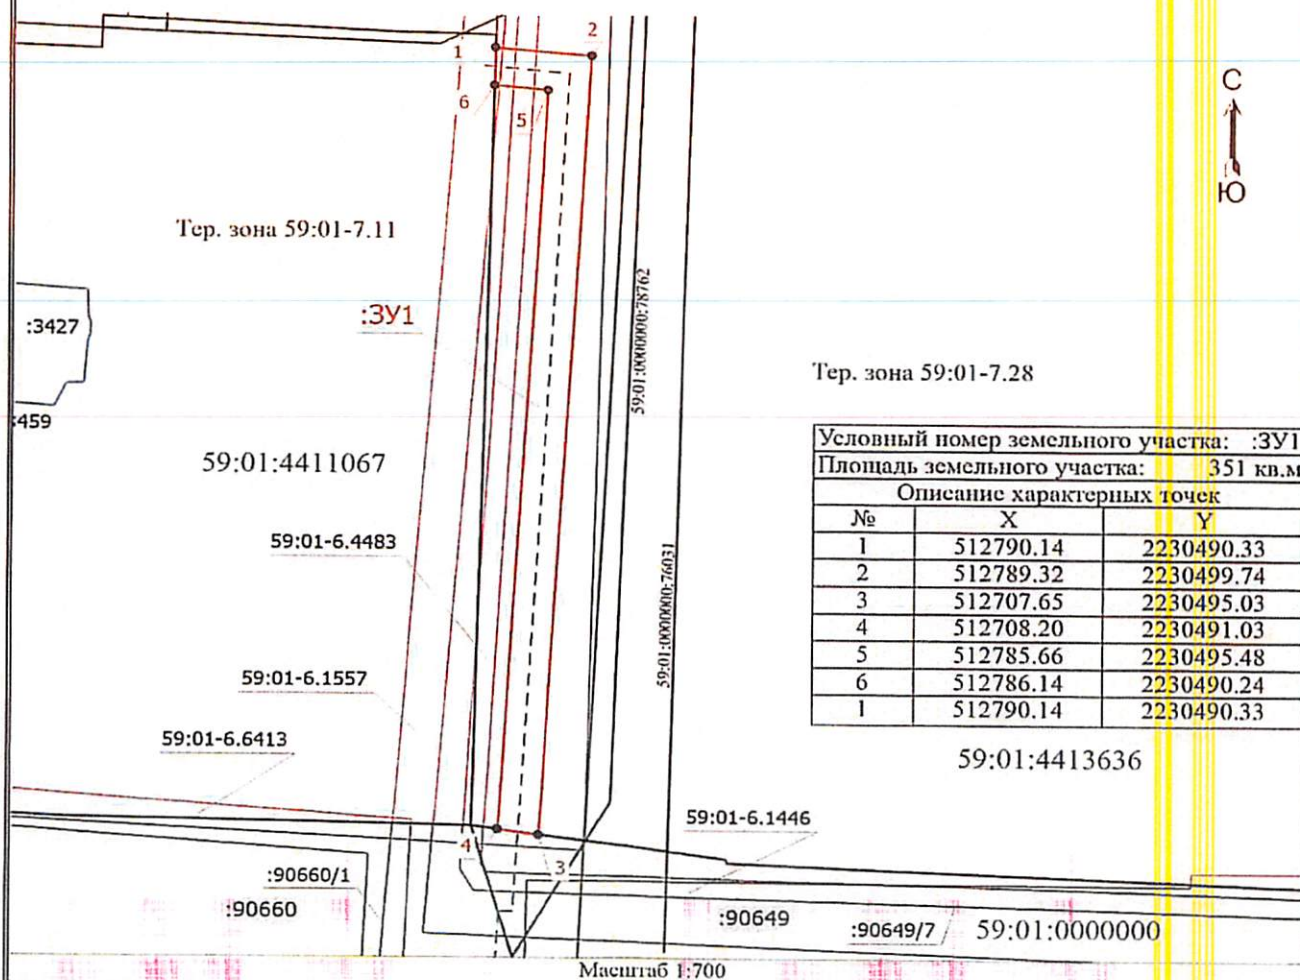 2
1
С
6
5
Ю
Тер. зона 59:01-7.11
:ЗУ1
:3427
59:01:0000000:78762
Тер. зона 59:01-7.28
:459
59:01:4411067
Условный номер земельного участка: :ЗУ1
Площадь земельного участка: 351 кв.м
Описание характерных точек
№ X Y
1 512790.14 2230490.33
2 512789.32 2230499.74
3 512707.65 2230495.03
4 512708.20 2230491.03
5 512785.66 2230495.48
6 512786.14 2230490.24
1 512790.14 2230490.33
59:01-6.4483
59:01:0000000:76031
59:01-6.1557
59:01-6.6413
59:01:4413636
59:01-6.1446
4
3
:90660/1
:90660
:90649
:90649/7
59:01:0000000
Масштаб 1:700